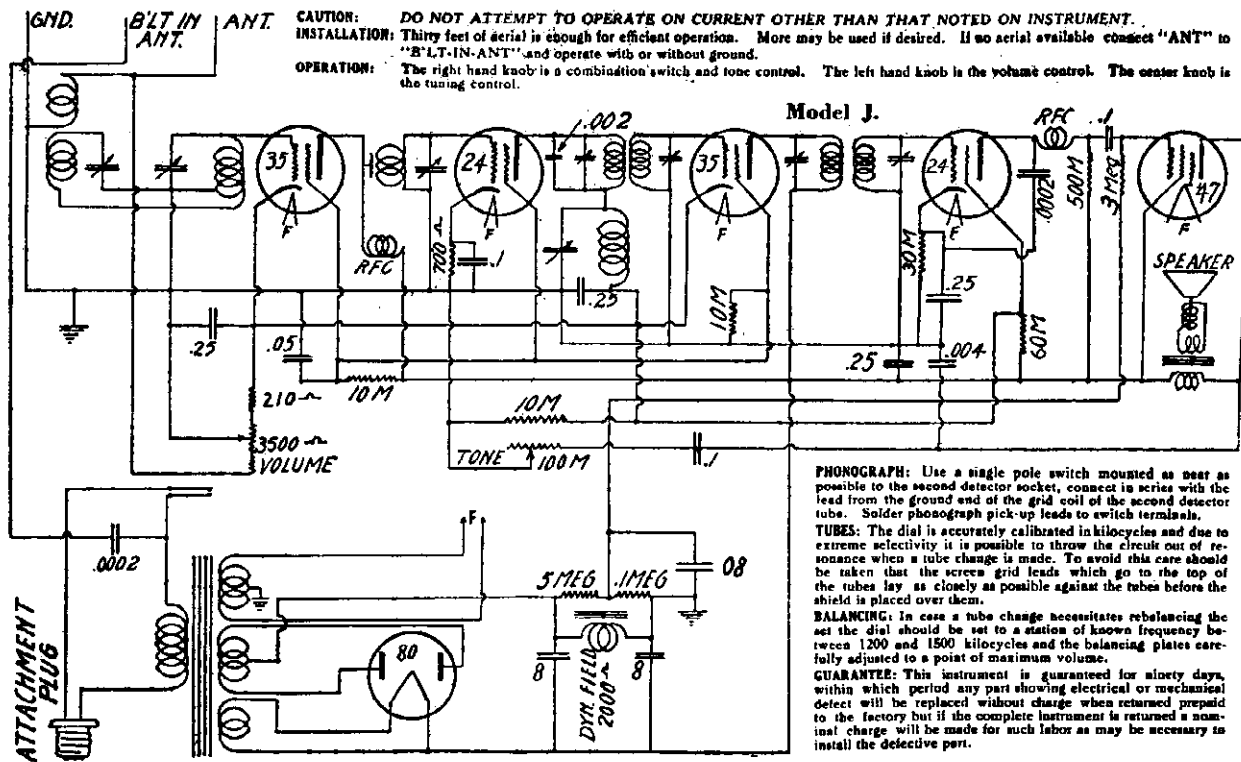 GND.
B'LT IN ANT.
ANT.
CAUTION: DO NOT ATTEMPT TO OPERATE ON CURRENT OTHER THAN THAT NOTED ON INSTRUMENT.
INSTALLATION: Thirty feet of aerial is enough for efficient operation. More may be used if desired. If no aerial available connect "ANT" to
"B'LT-IN-ANT" and operate with or without ground.
OPERATION: The right hand knob is a combination switch and tone control. The left hand knob is the volume control. The center knob is
the tuning control.
Model J.
.002
RFC
.1
35
24
35
24
47
F
F
F
E
F
RFC
700 Ω
.1
.25
10M
30M
.25
.0002
500M
3 Meg
SPEAKER
.25
.05
.25
.004
60M
210 Ω
10M
10M
3500 Ω
VOLUME
TONE
100M
.1
PHONOGRAPH: Use a single pole switch mounted as near as
possible to the second detector socket, connect in series with the
lead from the ground end of the grid coil of the second detector
tube. Solder phonograph pick-up leads to switch terminals.
TUBES: The dial is accurately calibrated in kilocycles and due to
extreme selectivity it is possible to throw the circuit out of re-
sonance when a tube change is made. To avoid this care should
be taken that the screen grid leads which go to the top of
the tubes lay as closely as possible against the tubes before the
shield is placed over them.
BALANCING: In case a tube change necessitates rebalancing the
set the dial should be set to a station of known frequency be-
tween 1200 and 1500 kilocycles and the balancing plates care-
fully adjusted to a point of maximum volume.
GUARANTEE: This instrument is guaranteed for ninety days,
within which period any part showing electrical or mechanical
defect will be replaced without charge when returned prepaid
to the factory but if the complete instrument is returned a nom-
inal charge will be made for such labor as may be necessary to
install the defective part.
.0002
F
.5 MEG
.1MEG
08
80
8
8
DYN. FIELD
2000 Ω
ATTACHMENT
PLUG